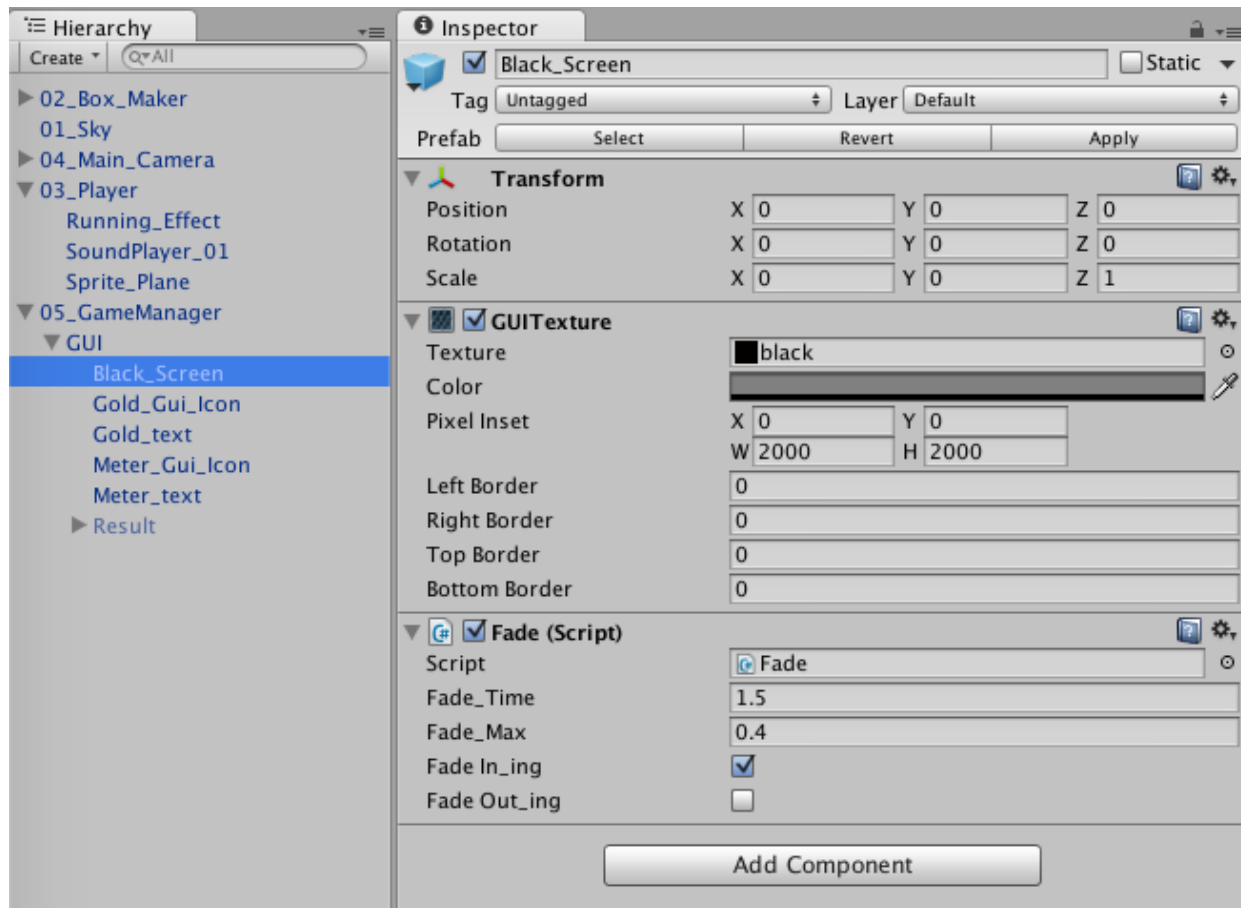 Hierarchy
Create
All
02_Box_Maker
01_Sky
04_Main_Camera
03_Player
Running_Effect
SoundPlayer_01
Sprite_Plane
05_GameManager
GUI
Black_Screen
Gold_Gui_Icon
Gold_text
Meter_Gui_Icon
Meter_text
Result
Inspector
Black_Screen Static
Tag Untagged Layer Default
Prefab Select Revert Apply
Transform
Position X 0 Y 0 Z 0
Rotation X 0 Y 0 Z 0
Scale X 0 Y 0 Z 1
GUITexture
Texture black
Color
Pixel Inset X 0 Y 0
W 2000 H 2000
Left Border 0
Right Border 0
Top Border 0
Bottom Border 0
Fade (Script)
Script Fade
Fade_Time 1.5
Fade_Max 0.4
Fade In_ing
Fade Out_ing
Add Component